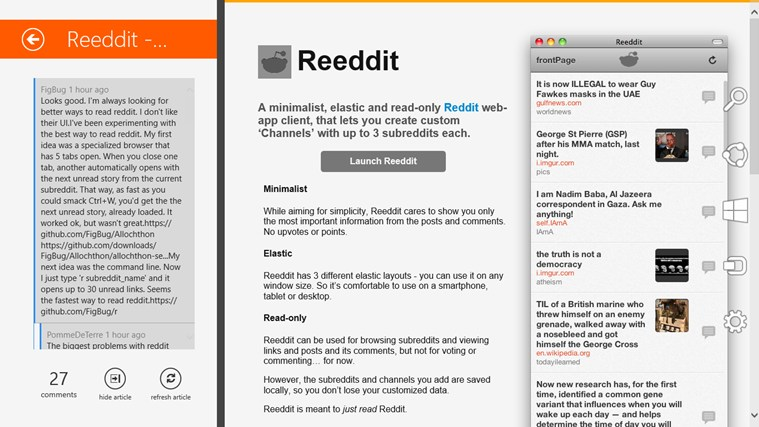 Reeddit -...
FigBug 1 hour ago
Looks good. I'm always looking for
better ways to read reddit. I don't like
their UI.I've been experimenting with
the best way to read reddit. My first
idea was a specialized browser that
has 5 tabs open. When you close one
tab, another automatically opens with
the next unread story from the current
subreddit. That way, as fast as you
could smack Ctrl+W, you'd get the the
next unread story, already loaded. It
worked ok, but wasn't great.https://
github.com/FigBug/Allochthon
https://github.com/downloads/
FigBug/Allochthon/allochthon-se...My
next idea was the command line. Now
I just type 'r subreddit_name' and it
opens up to 30 unread links. Seems
the fastest way to read reddit.https://
github.com/FigBug/r
PommeDeTerre 1 hour ago
The biggest problems with reddit
27
comments
hide article
refresh article
Reeddit
A minimalist, elastic and read-only Reddit web-
app client, that lets you create custom
‘Channels’ with up to 3 subreddits each.
Launch Reeddit
Minimalist
While aiming for simplicity, Reeddit cares to show you only
the most important information from the posts and comments.
No upvotes or points.
Elastic
Reeddit has 3 different elastic layouts - you can use it on any
window size. So it's comfortable to use on a smartphone,
tablet or desktop.
Read-only
Reeddit can be used for browsing subreddits and viewing
links and posts and its comments, but not for voting or
commenting… for now.
However, the subreddits and channels you add are saved
locally, so you don't lose your customized data.
Reeddit is meant to just read Reddit.
Reeddit
frontPage
It is now ILLEGAL to wear Guy
Fawkes masks in the UAE
gulfnews.com
worldnews
George St Pierre (GSP)
after his MMA match, last
night.
i.imgur.com
pics
I am Nadim Baba, Al Jazeera
correspondent in Gaza. Ask me
anything!
self.IAmA
IAmA
the truth is not a
democracy
i.imgur.com
atheism
TIL of a British marine who
threw himself on an enemy
grenade, walked away with
a nosebleed and got
himself the George Cross
en.wikipedia.org
todayilearned
Now new research has, for the first
time, identified a common gene
variant that influences when you will
wake up each day — and helps
determine the time of day you will